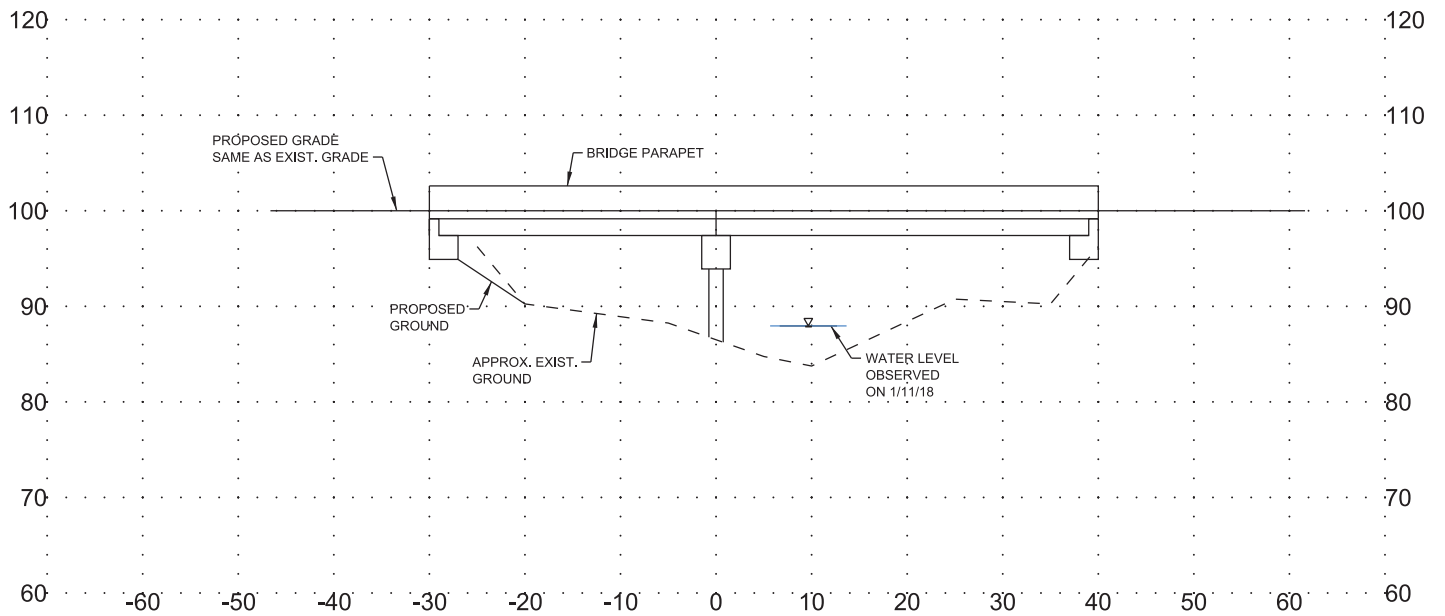 120 120
110 110
PROPOSED GRADE
SAME AS EXIST. GRADE
BRIDGE PARAPET
100 100
90 90
PROPOSED
GROUND
APPROX. EXIST.
GROUND
WATER LEVEL
OBSERVED
ON 1/11/18
80 80
70 70
60 60
-60 -50 -40 -30 -20 -10 0 10 20 30 40 50 60